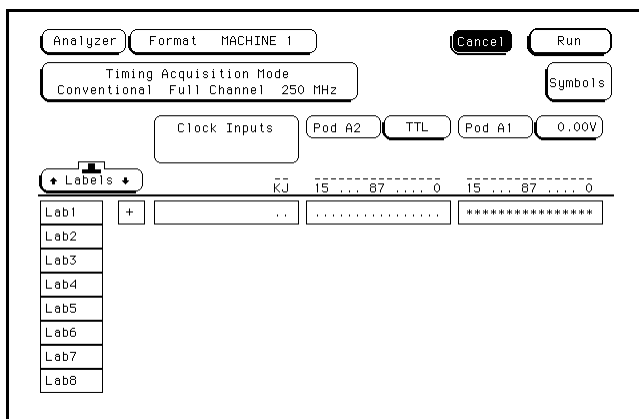 Analyzer Format MACHINE 1 Cancel Run
Timing Acquisition Mode
Conventional Full Channel 250 MHz
Symbols
Clock Inputs Pod A2 TTL Pod A1 0.00V
↑ Labels ↓
KJ 15 ... 87 .... 0 15 ... 87 .... 0
Lab1 + .. ................ ****************
Lab2
Lab3
Lab4
Lab5
Lab6
Lab7
Lab8